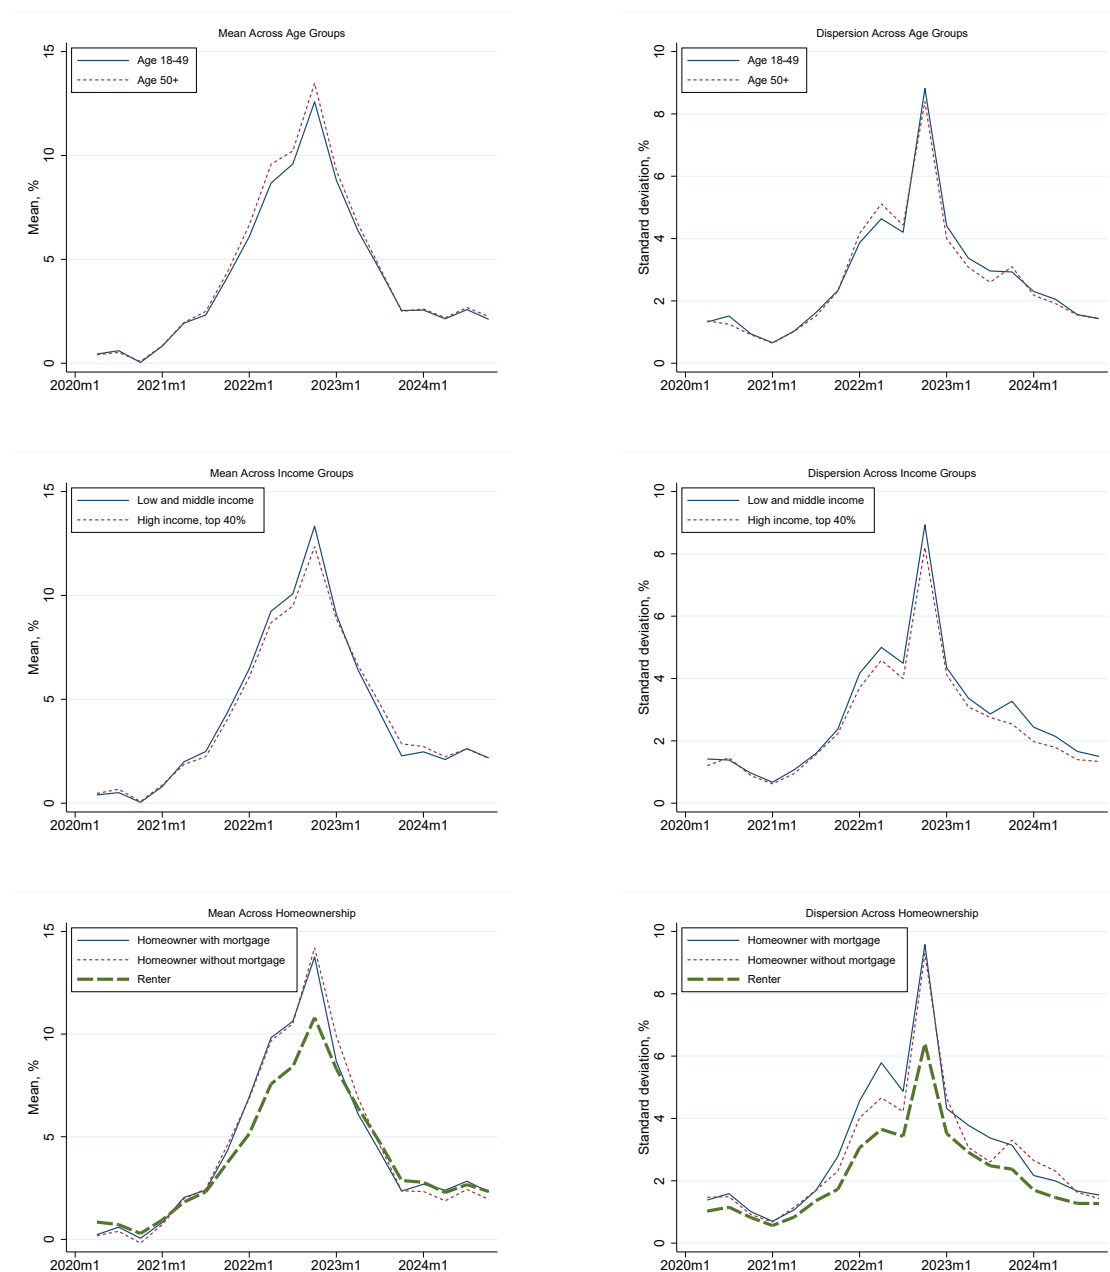 Mean Across Age Groups
Age 18-49
Age 50+
Mean, %
15
10
5
0
2020m1 2021m1 2022m1 2023m1 2024m1
Dispersion Across Age Groups
Age 18-49
Age 50+
Standard deviation, %
10
8
6
4
2
0
2020m1 2021m1 2022m1 2023m1 2024m1
Mean Across Income Groups
Low and middle income
High income, top 40%
Mean, %
15
10
5
0
2020m1 2021m1 2022m1 2023m1 2024m1
Dispersion Across Income Groups
Low and middle income
High income, top 40%
Standard deviation, %
10
8
6
4
2
0
2020m1 2021m1 2022m1 2023m1 2024m1
Mean Across Homeownership
Homeowner with mortgage
Homeowner without mortgage
Renter
Mean, %
15
10
5
0
2020m1 2021m1 2022m1 2023m1 2024m1
Dispersion Across Homeownership
Homeowner with mortgage
Homeowner without mortgage
Renter
Standard deviation, %
10
8
6
4
2
0
2020m1 2021m1 2022m1 2023m1 2024m1